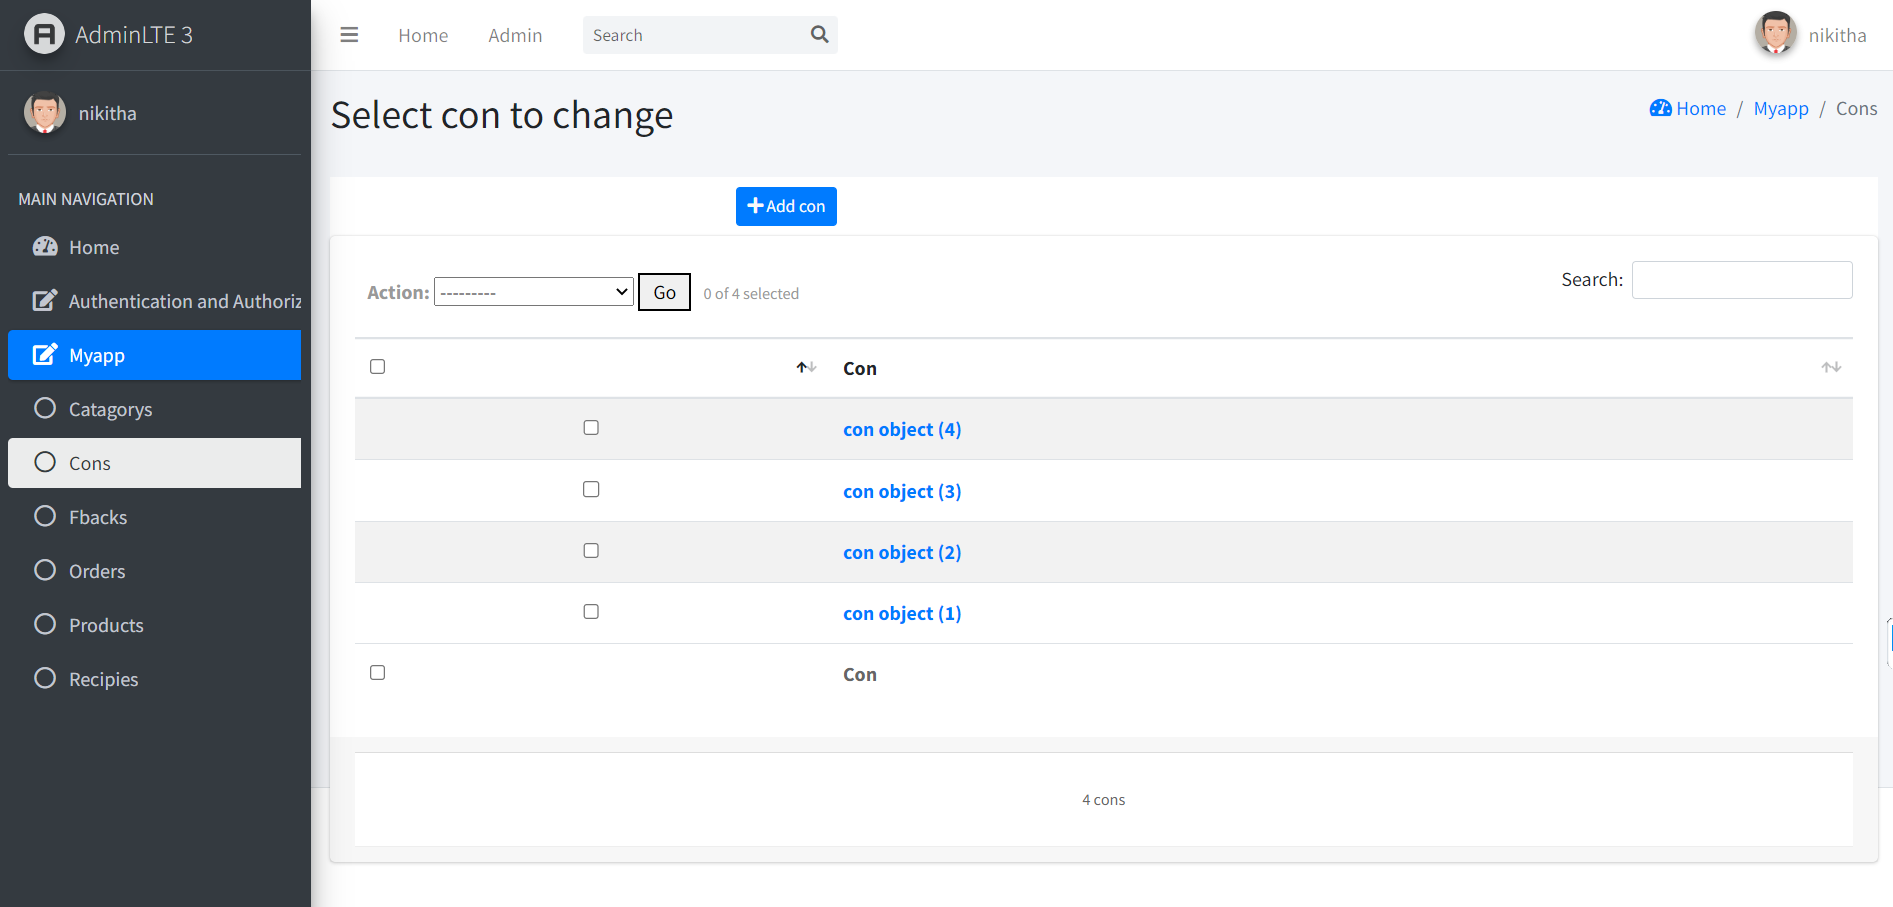 AdminLTE 3
Home
Admin
Search
nikitha
nikitha
Select con to change
Home / Myapp / Cons
MAIN NAVIGATION
Home
Authentication and Authoriz
Myapp
Catagorys
Cons
Fbacks
Orders
Products
Recipies
Add con
Action: --------- Go 0 of 4 selected
Search:
Con
con object (4)
con object (3)
con object (2)
con object (1)
Con
4 cons